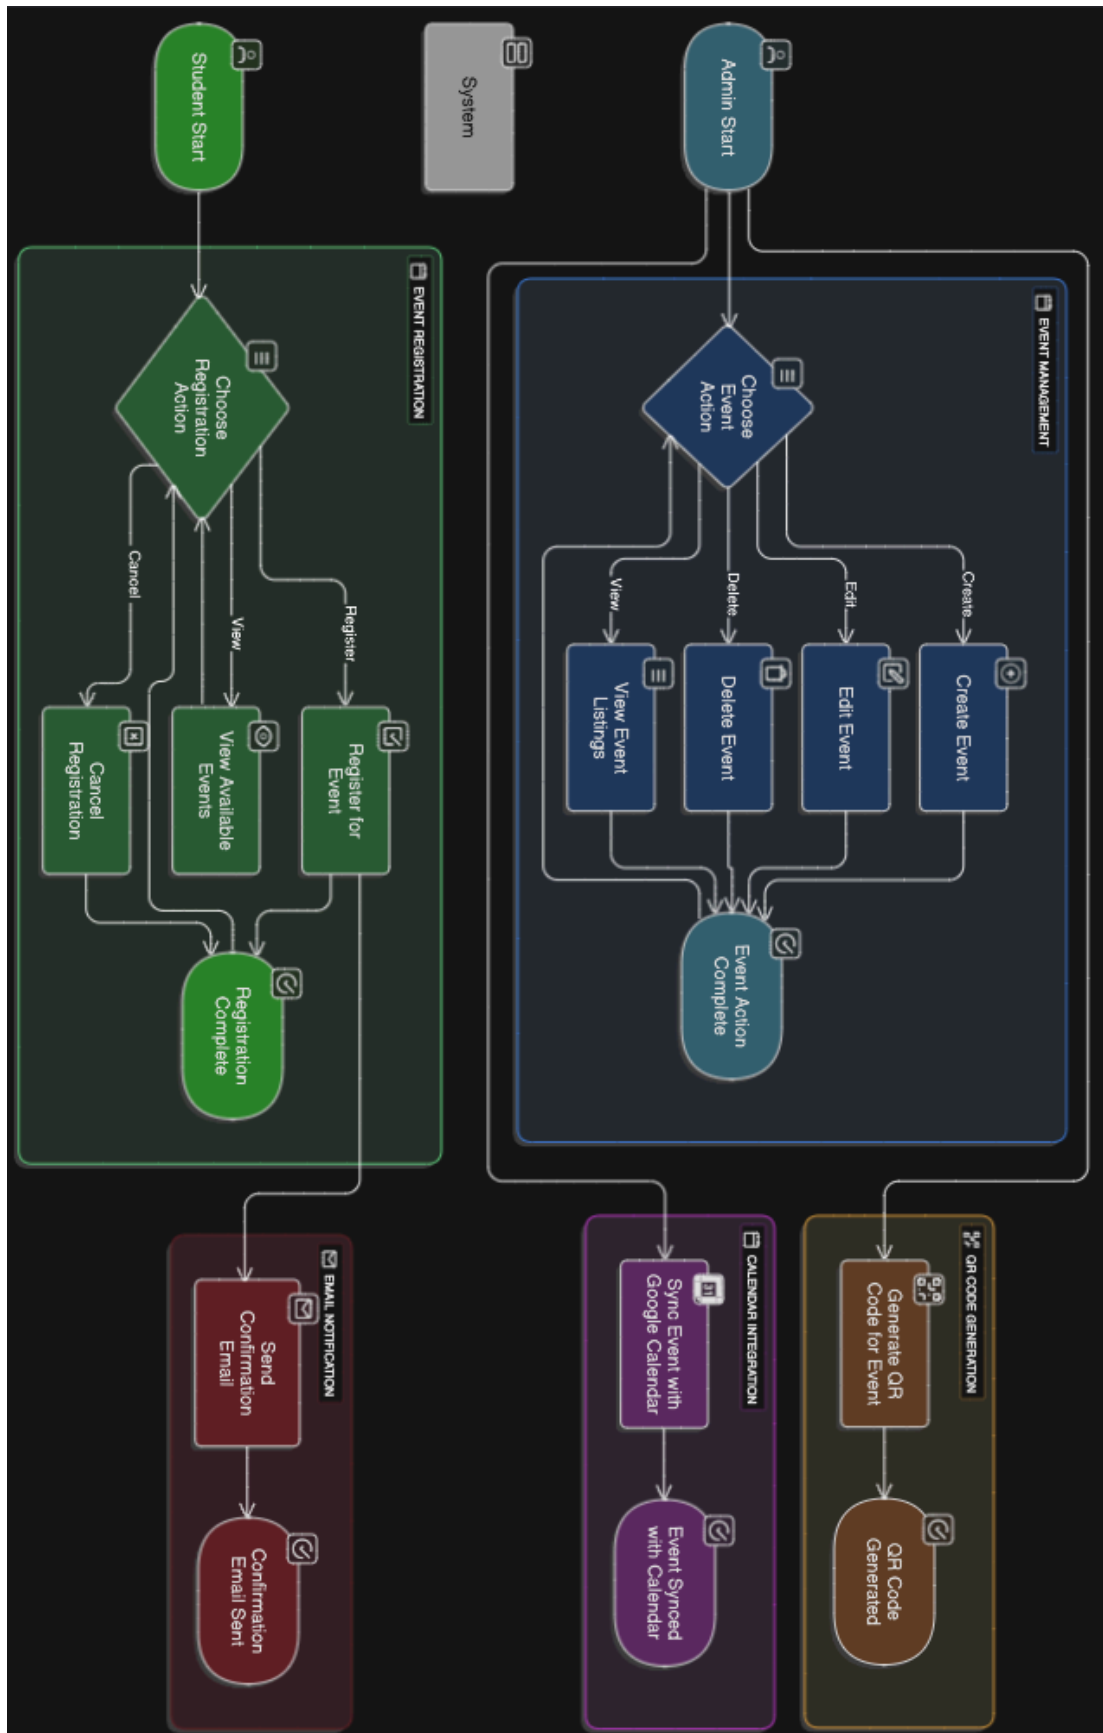 Admin Start
System
Student Start
QR CODE GENERATION
Generate QR
Code for Event
QR Code
Generated
EVENT MANAGEMENT
Choose
Event
Action
Create
Edit
Delete
View
Create Event
Edit Event
Delete Event
View Event
Listings
Event Action
Complete
CALENDAR INTEGRATION
31
Sync Event with
Google Calendar
Event Synced
with Calendar
EVENT REGISTRATION
Choose
Registration
Action
Register
View
Cancel
Register for
Event
View Available
Events
Cancel
Registration
Registration
Complete
EMAIL NOTIFICATION
Send
Confirmation
Email
Confirmation
Email Sent